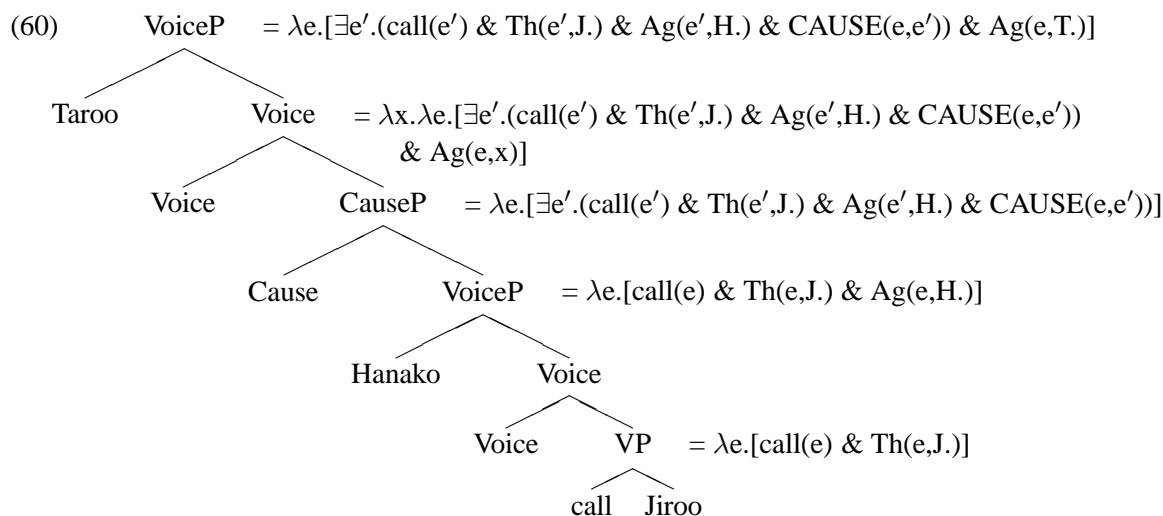 (60) VoiceP = λe.[∃e′.(call(e′) & Th(e′,J.) & Ag(e′,H.) & CAUSE(e,e′)) & Ag(e,T.)]
Taroo Voice = λx.λe.[∃e′.(call(e′) & Th(e′,J.) & Ag(e′,H.) & CAUSE(e,e′))
& Ag(e,x)]
Voice CauseP = λe.[∃e′.(call(e′) & Th(e′,J.) & Ag(e′,H.) & CAUSE(e,e′))]
Cause VoiceP = λe.[call(e) & Th(e,J.) & Ag(e,H.)]
Hanako Voice
Voice VP = λe.[call(e) & Th(e,J.)]
call Jiroo